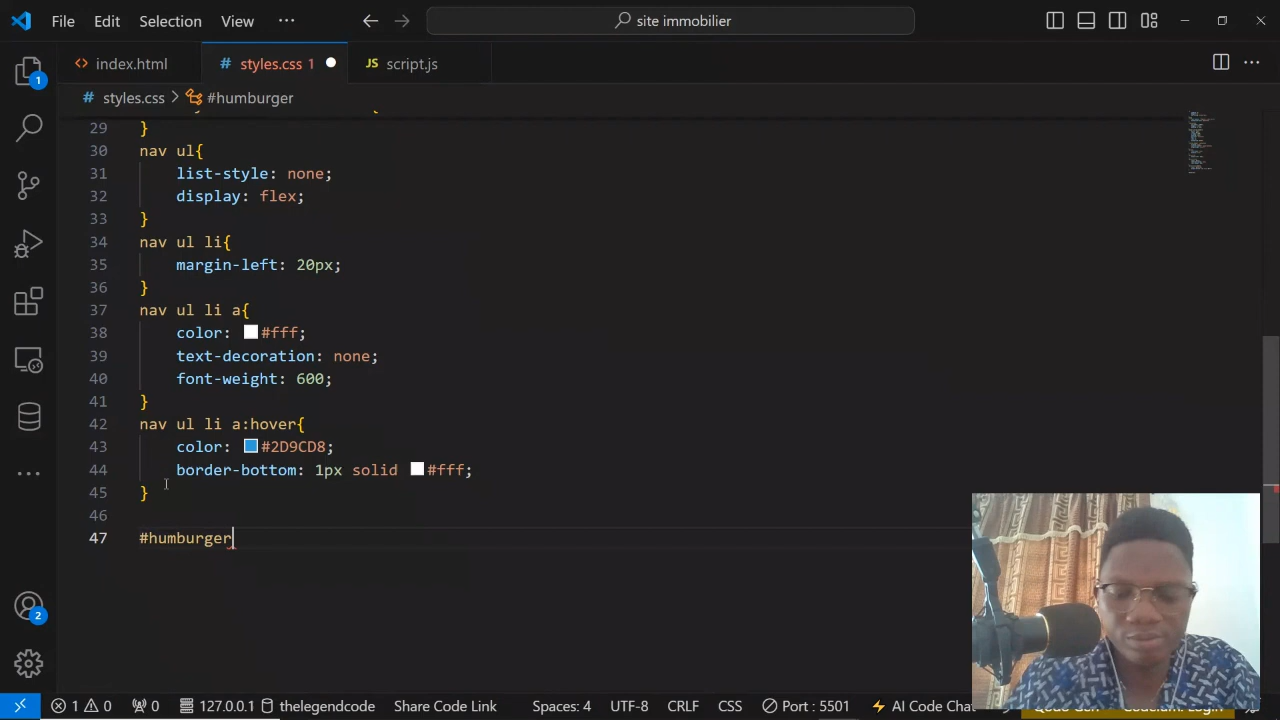 File Edit Selection View ··· site immobilier
index.html styles.css 1 script.js
styles.css > #humburger
29 }
30 nav ul{
31 list-style: none;
32 display: flex;
33 }
34 nav ul li{
35 margin-left: 20px;
36 }
37 nav ul li a{
38 color: #fff;
39 text-decoration: none;
40 font-weight: 600;
41 }
42 nav ul li a:hover{
43 color: #2D9CD8;
44 border-bottom: 1px solid #fff;
45 }
46
47 #humburger
1
2
1 0 0 127.0.0.1 thelegendcode Share Code Link Spaces: 4 UTF-8 CRLF CSS Port : 5501 AI Code Chat